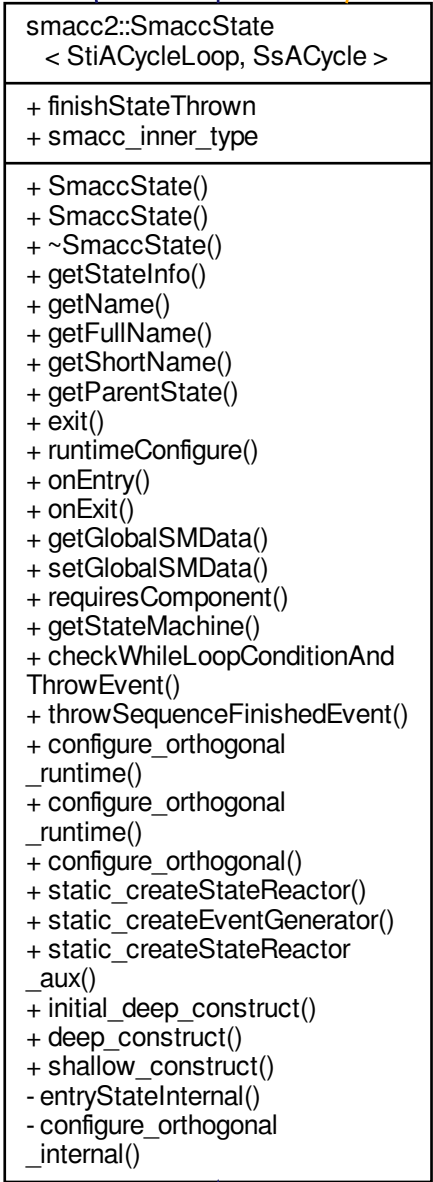 smacc2::SmaccState
< StiACycleLoop, SsACycle >
+ finishStateThrown
+ smacc_inner_type
+ SmaccState()
+ SmaccState()
+ ~SmaccState()
+ getStateInfo()
+ getName()
+ getFullName()
+ getShortName()
+ getParentState()
+ exit()
+ runtimeConfigure()
+ onEntry()
+ onExit()
+ getGlobalSMData()
+ setGlobalSMData()
+ requiresComponent()
+ getStateMachine()
+ checkWhileLoopConditionAnd
ThrowEvent()
+ throwSequenceFinishedEvent()
+ configure_orthogonal
_runtime()
+ configure_orthogonal
_runtime()
+ configure_orthogonal()
+ static_createStateReactor()
+ static_createEventGenerator()
+ static_createStateReactor
_aux()
+ initial_deep_construct()
+ deep_construct()
+ shallow_construct()
- entryStateInternal()
- configure_orthogonal
_internal()